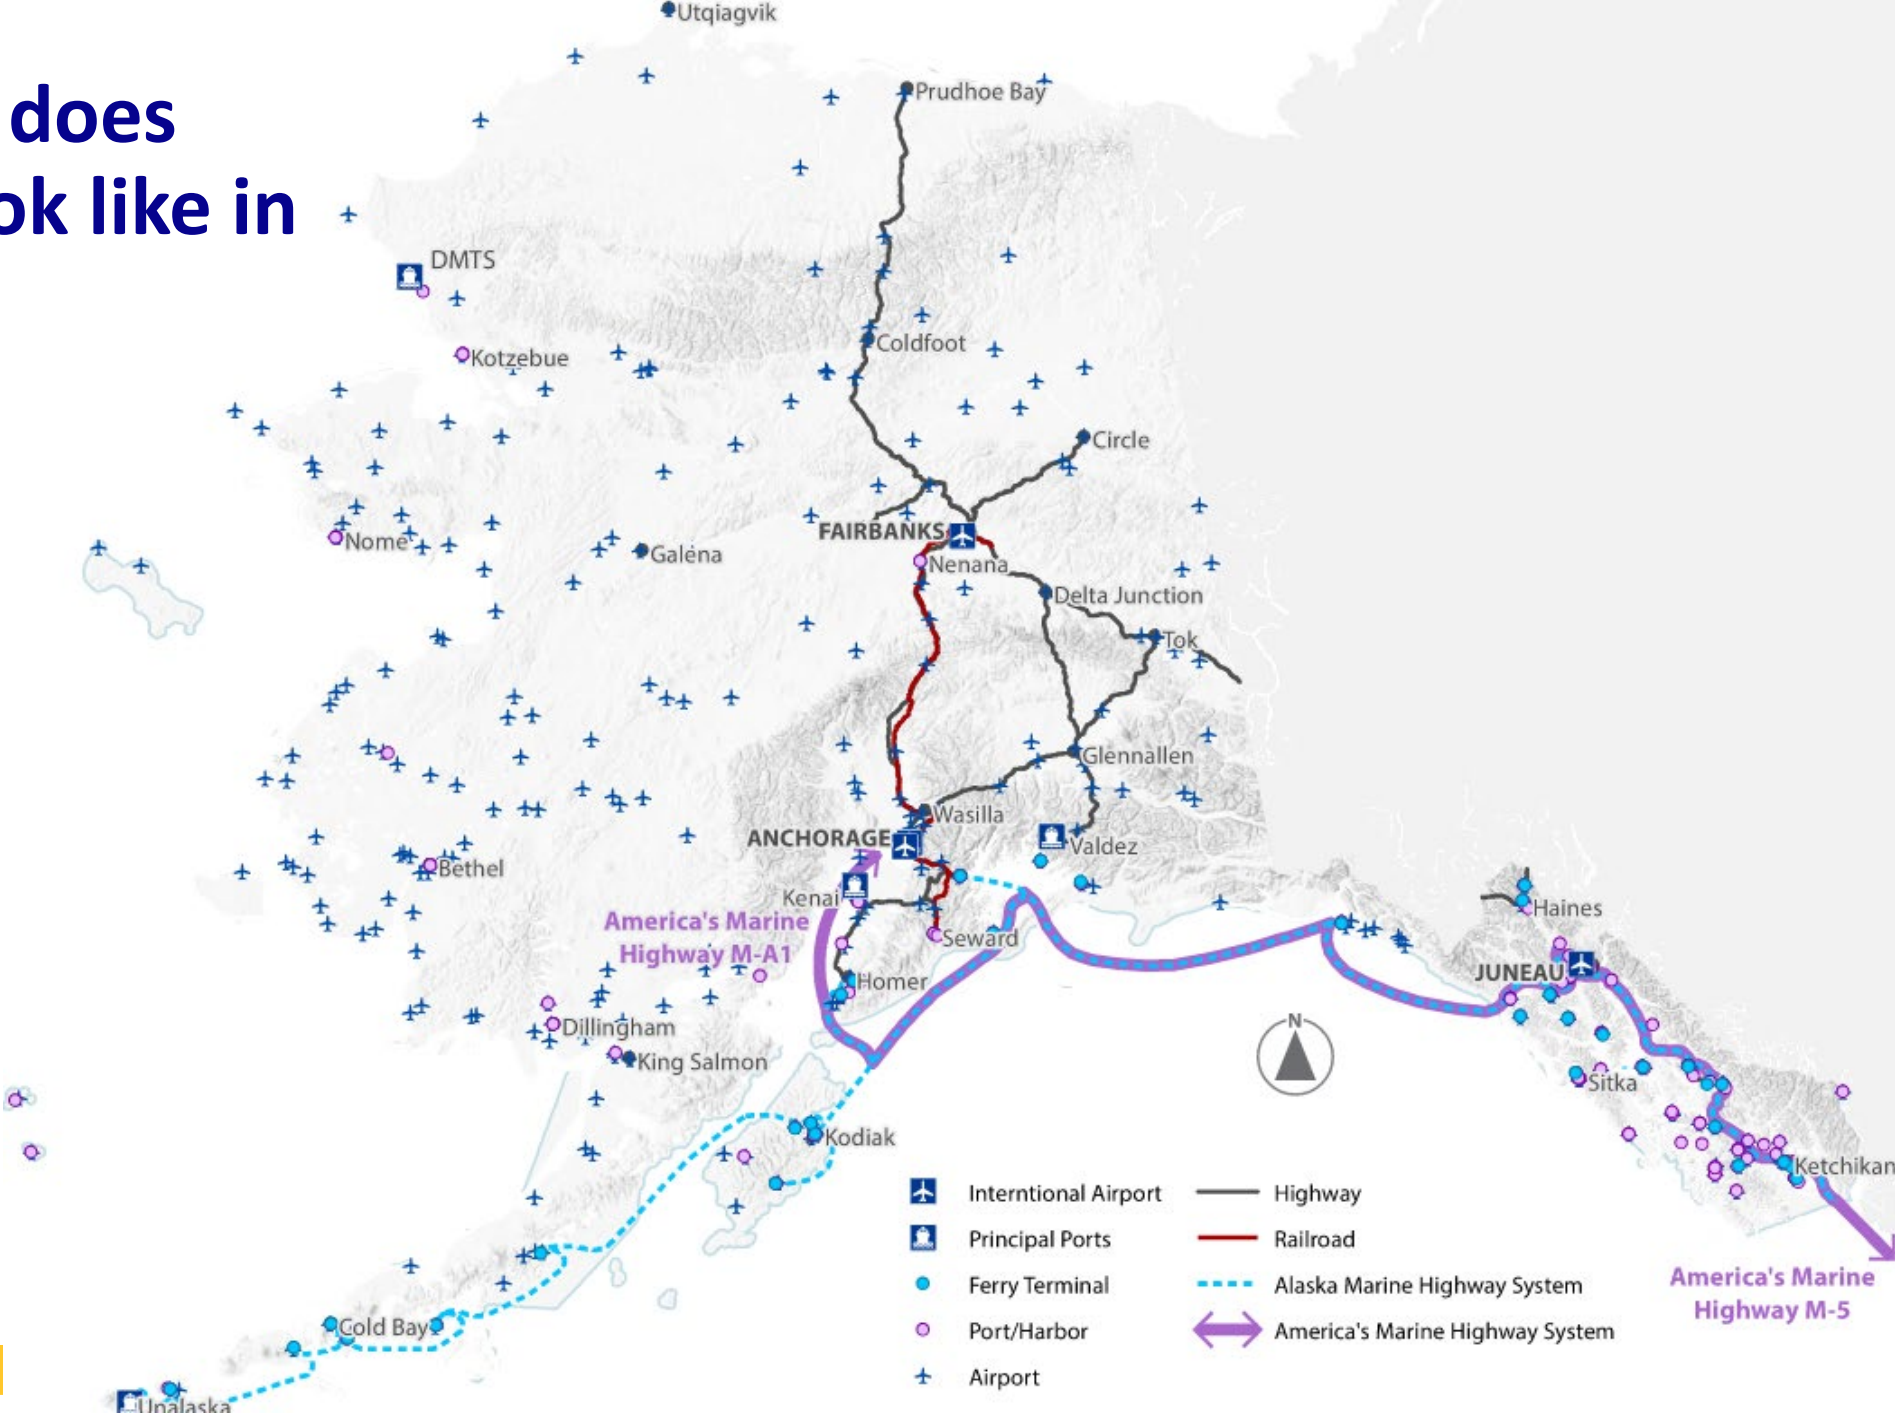 does
ok like in
Utqiagvik
Prudhoe Bay
DMTS
Coldfoot
Kotzebue
Circle
FAIRBANKS
Nome
Galena
Nenana
Delta Junction
Tok
Glennallen
Wasilla
ANCHORAGE
Valdez
Bethel
Kenai
America's Marine
Highway M-A1
Seward
Haines
JUNEAU
Homer
Dillingham
King Salmon
N
Sitka
Kodiak
Ketchikan
Interntional Airport
Highway
Principal Ports
Railroad
Ferry Terminal
Alaska Marine Highway System
Port/Harbor
America's Marine Highway System
Airport
America's Marine
Highway M-5
Cold Bay
Unalaska